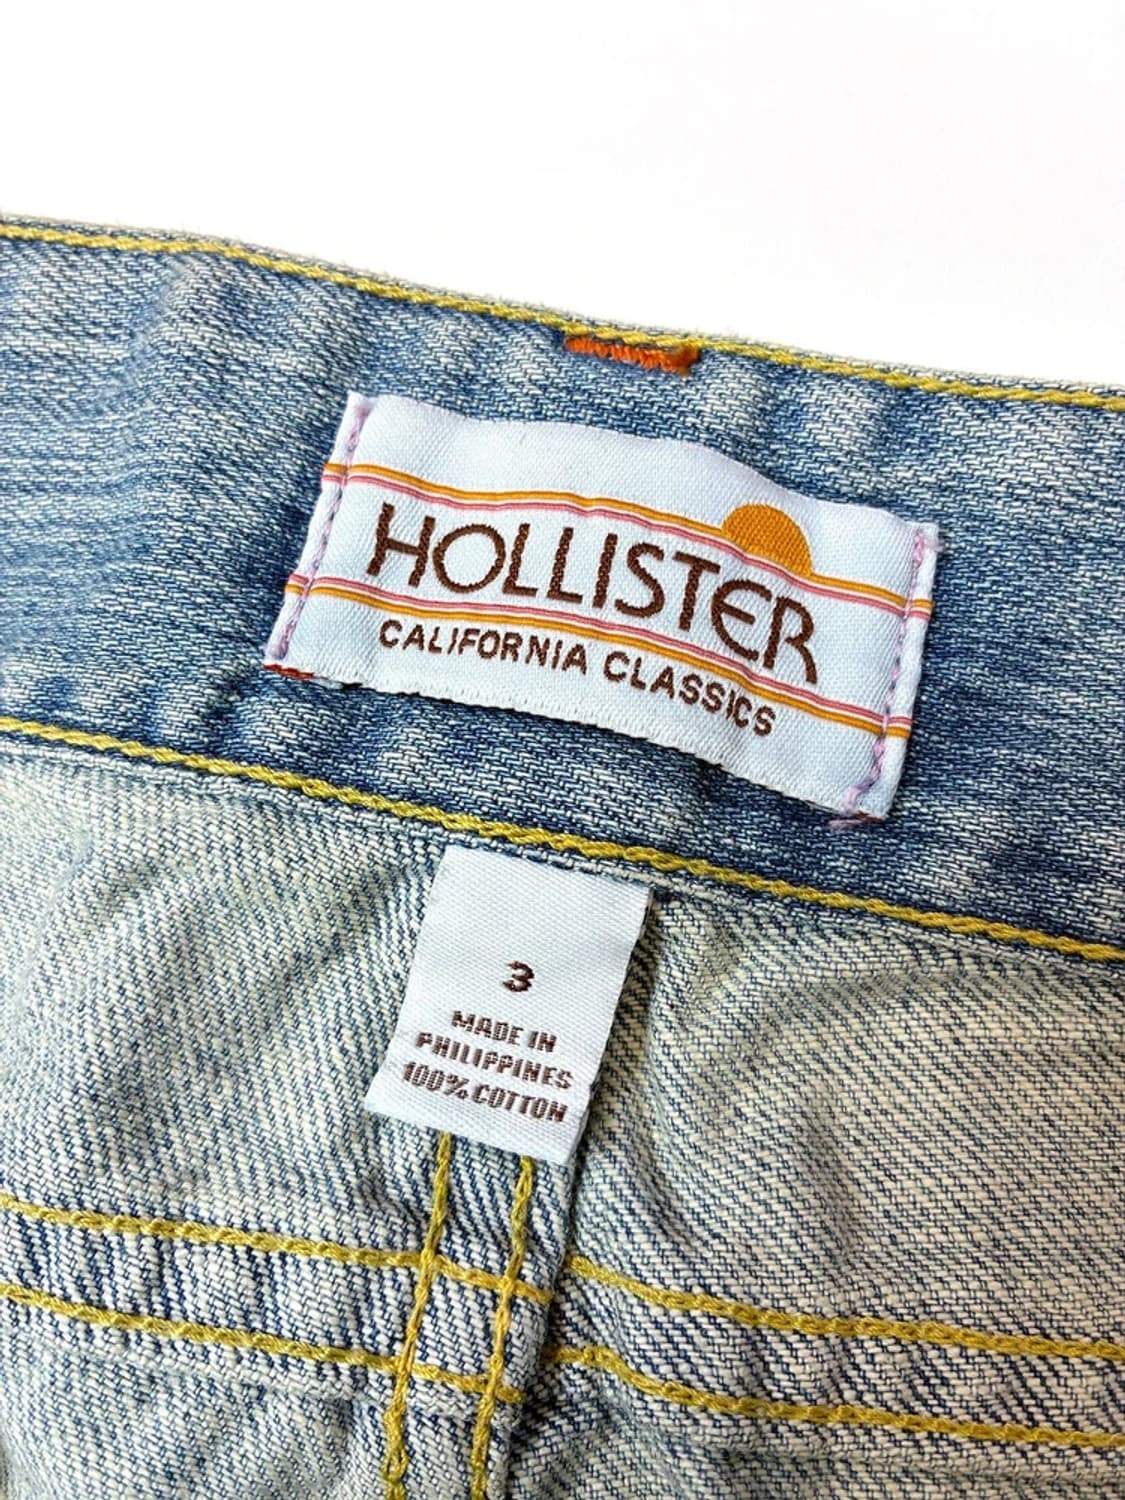 HOLLISTER
CALIFORNIA CLASSICS
3
MADE IN
PHILIPPINES
100% COTTON